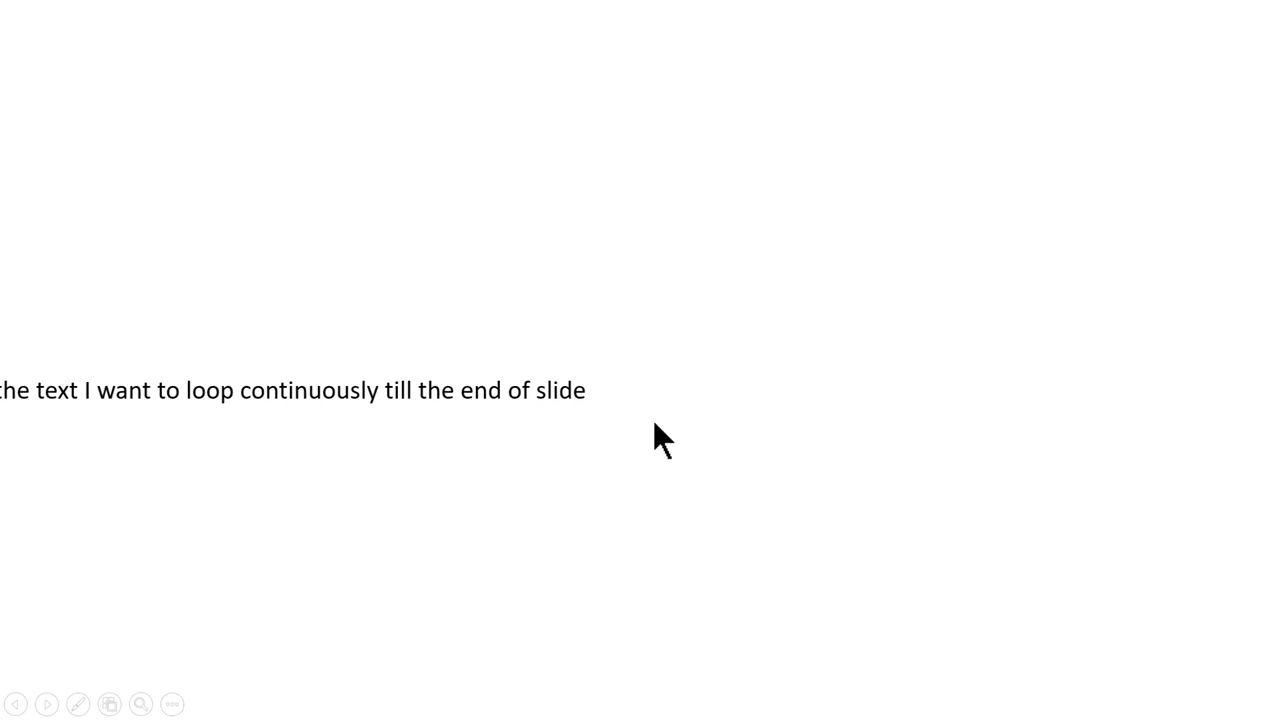 the text I want to loop continuously till the end of slide